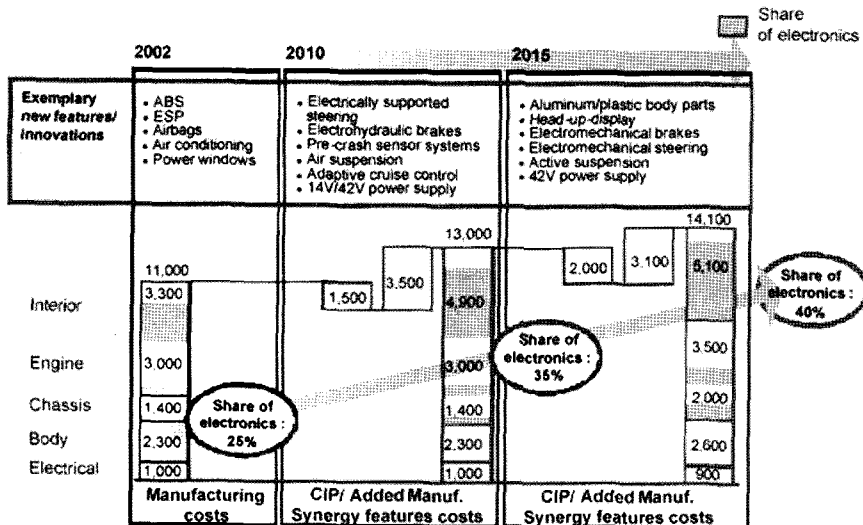 Share
of electronics
2002
2010
2015
Exemplary
new features/
innovations
• ABS
• ESP
• Airbags
• Air conditioning
• Power windows
• Electrically supported
steering
• Electrohydraulic brakes
• Pre-crash sensor systems
• Air suspension
• Adaptive cruise control
• 14V/42V power supply
• Aluminum/plastic body parts
• Head-up-display
• Electromechanical brakes
• Electromechanical steering
• Active suspension
• 42V power supply
11,000
13,000
14,100
Interior
3,300
1,500
3,500
4,900
2,000
3,100
5,100
Share of
electronics :
40%
Engine
3,000
3,000
Share of
electronics :
35%
3,500
Chassis
1,400
Share of
electronics :
25%
1,400
2,000
Body
2,300
2,300
2,600
Electrical
1,000
1,000
900
Manufacturing
costs
CIP/ Added Manuf.
Synergy features costs
CIP/ Added Manuf.
Synergy features costs